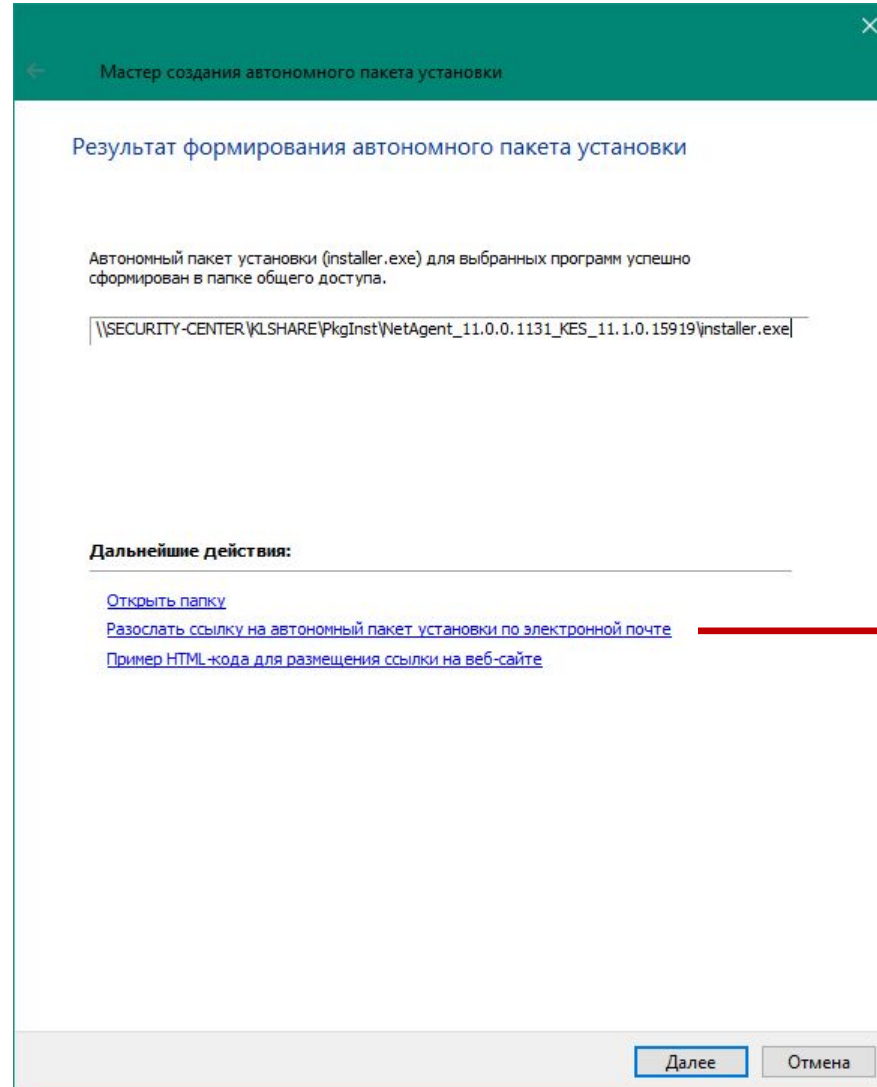 Мастер создания автономного пакета установки
Результат формирования автономного пакета установки
Автономный пакет установки (installer.exe) для выбранных программ успешно
сформирован в папке общего доступа.
\\SECURITY-CENTER\KLSHARE\PkgInst\NetAgent_11.0.0.1131_KES_11.1.0.15919\installer.exe
Дальнейшие действия:
Открыть папку
Разослать ссылку на автономный пакет установки по электронной почте
Пример HTML-кода для размещения ссылки на веб-сайте
Далее
Отмена